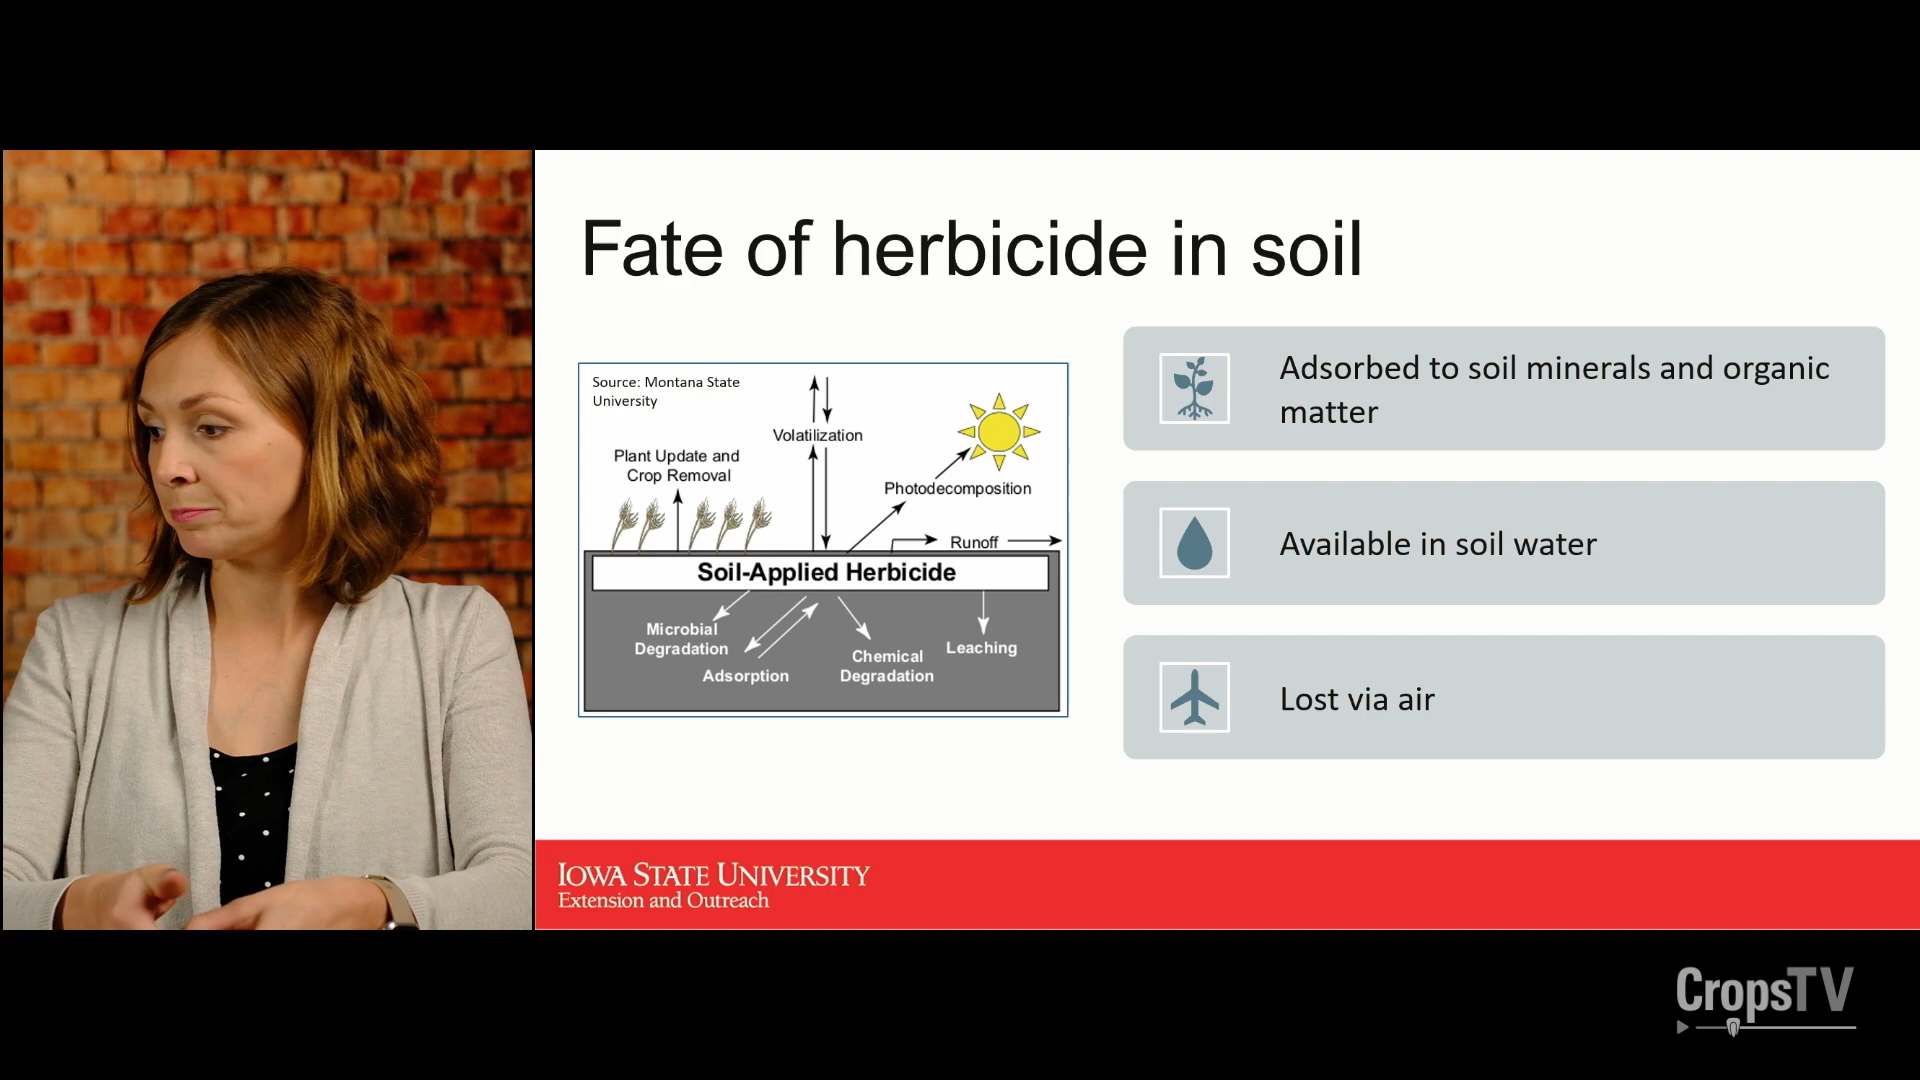 Fate of herbicide in soil
Source: Montana State
University
Volatilization
Plant Update and
Crop Removal
Photodecomposition
Runoff
Soil-Applied Herbicide
Microbial
Degradation
Adsorption
Chemical
Degradation
Leaching
Adsorbed to soil minerals and organic
matter
Available in soil water
Lost via air
IOWA STATE UNIVERSITY
Extension and Outreach
CropsTV